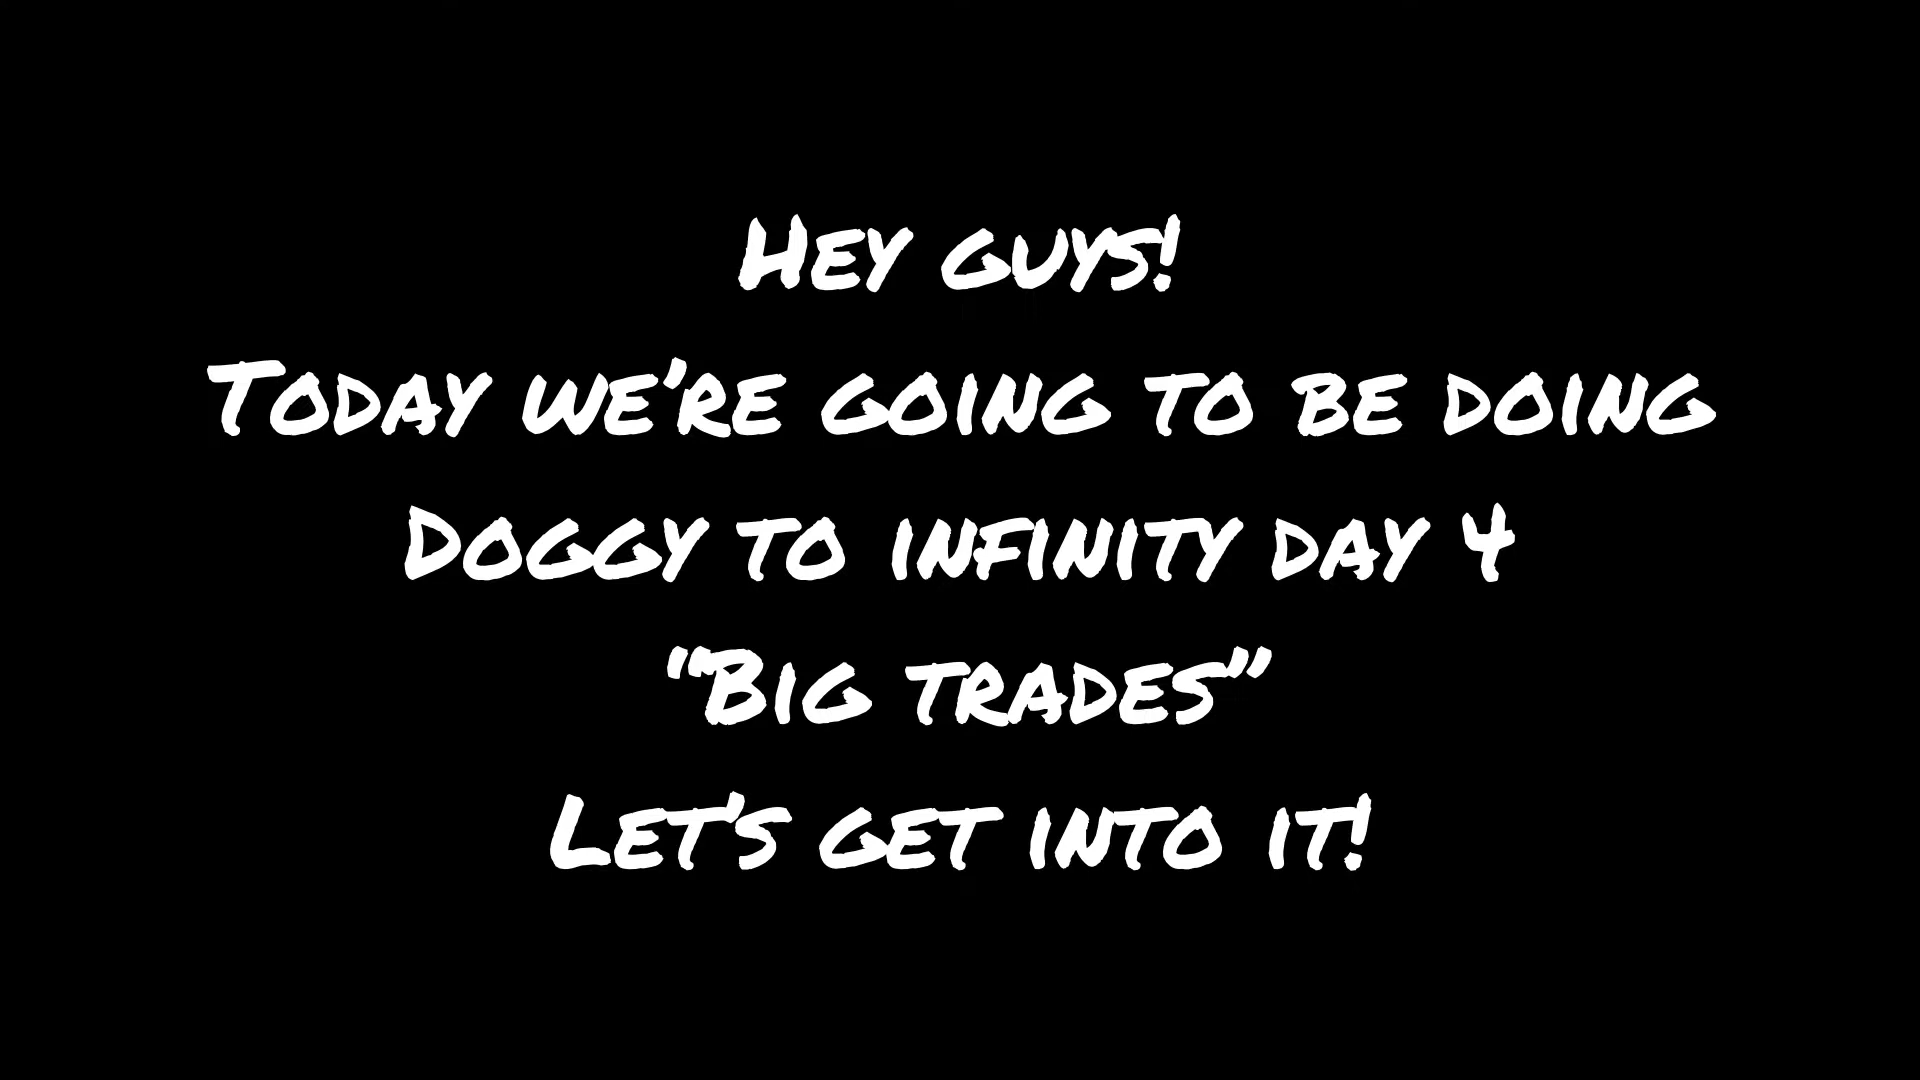 Hey guys!
Today we’re going to be doing
Doggy to infinity day 4
“Big trades”
Let’s get into it!